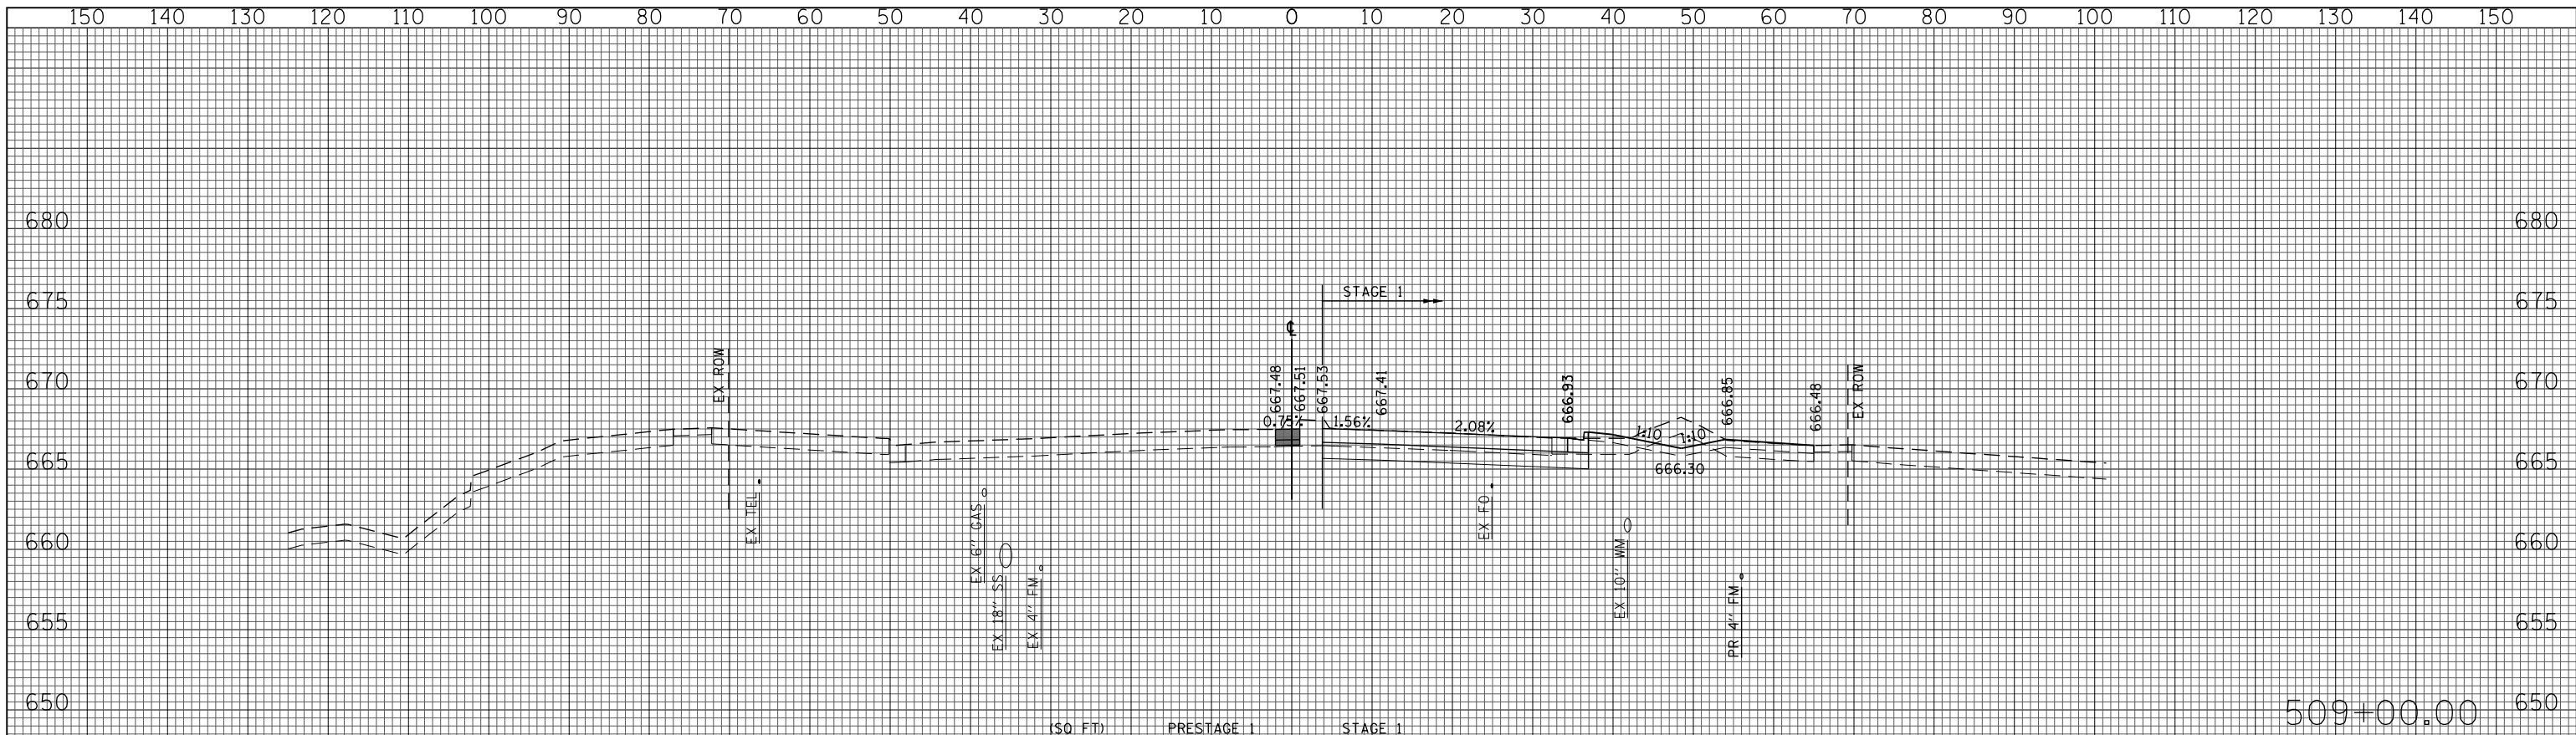 150 140 130 120 110 100 90 80 70 60 50 40 30 20 10 0 10 20 30 40 50 60 70 80 90 100 110 120 130 140 150
680 680
675 STAGE 1 675
℄
670 EX ROW 667.48 667.51 667.53 667.41 666.93 666.85 666.48 EX ROW 670
0.75% 1.56% 2.08% 1:10 1:10
665 666.30 665
EX TEL
EX 6" GAS
EX FO
660 660
EX 18" SS
EX 4" FM
EX 10" WM
PR 4" FM
655 655
650 650
509+00.00
(SQ FT) PRESTAGE 1 STAGE 1